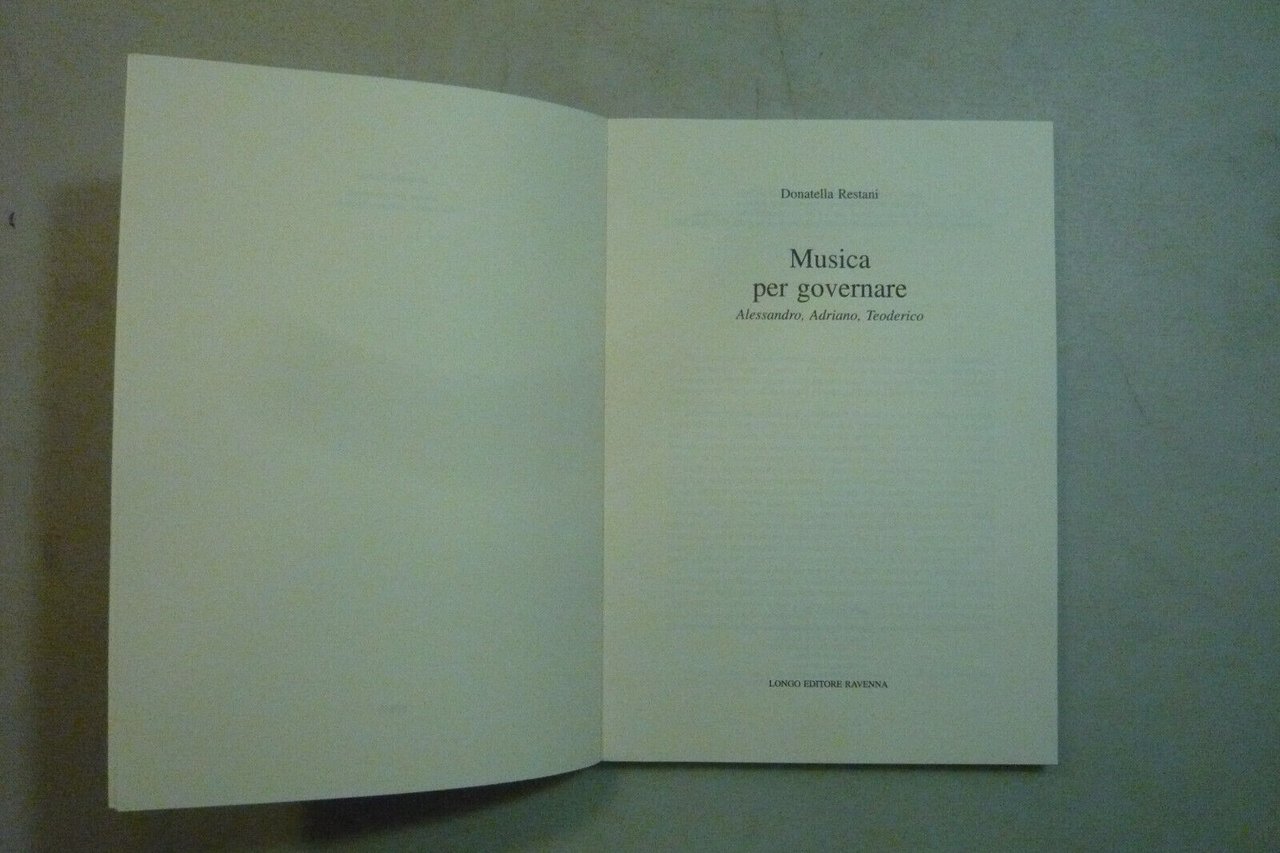 Donatella Restani
Musica
per governare
Alessandro, Adriano, Teoderico
LONGO EDITORE RAVENNA